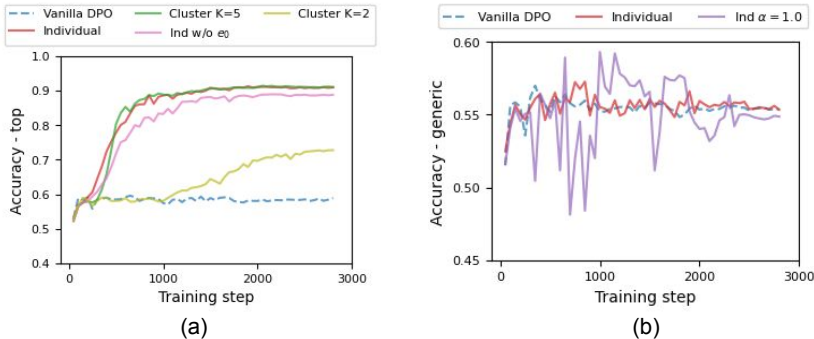 Vanilla DPO Cluster K=5 Cluster K=2
Individual Ind w/o e₀
Accuracy - top
1.0
0.9
0.8
0.7
0.6
0.5
0.4
0 1000 2000 3000
Training step
(a)
Vanilla DPO Individual Ind α = 1.0
Accuracy - generic
0.60
0.55
0.50
0.45
0 1000 2000 3000
Training step
(b)